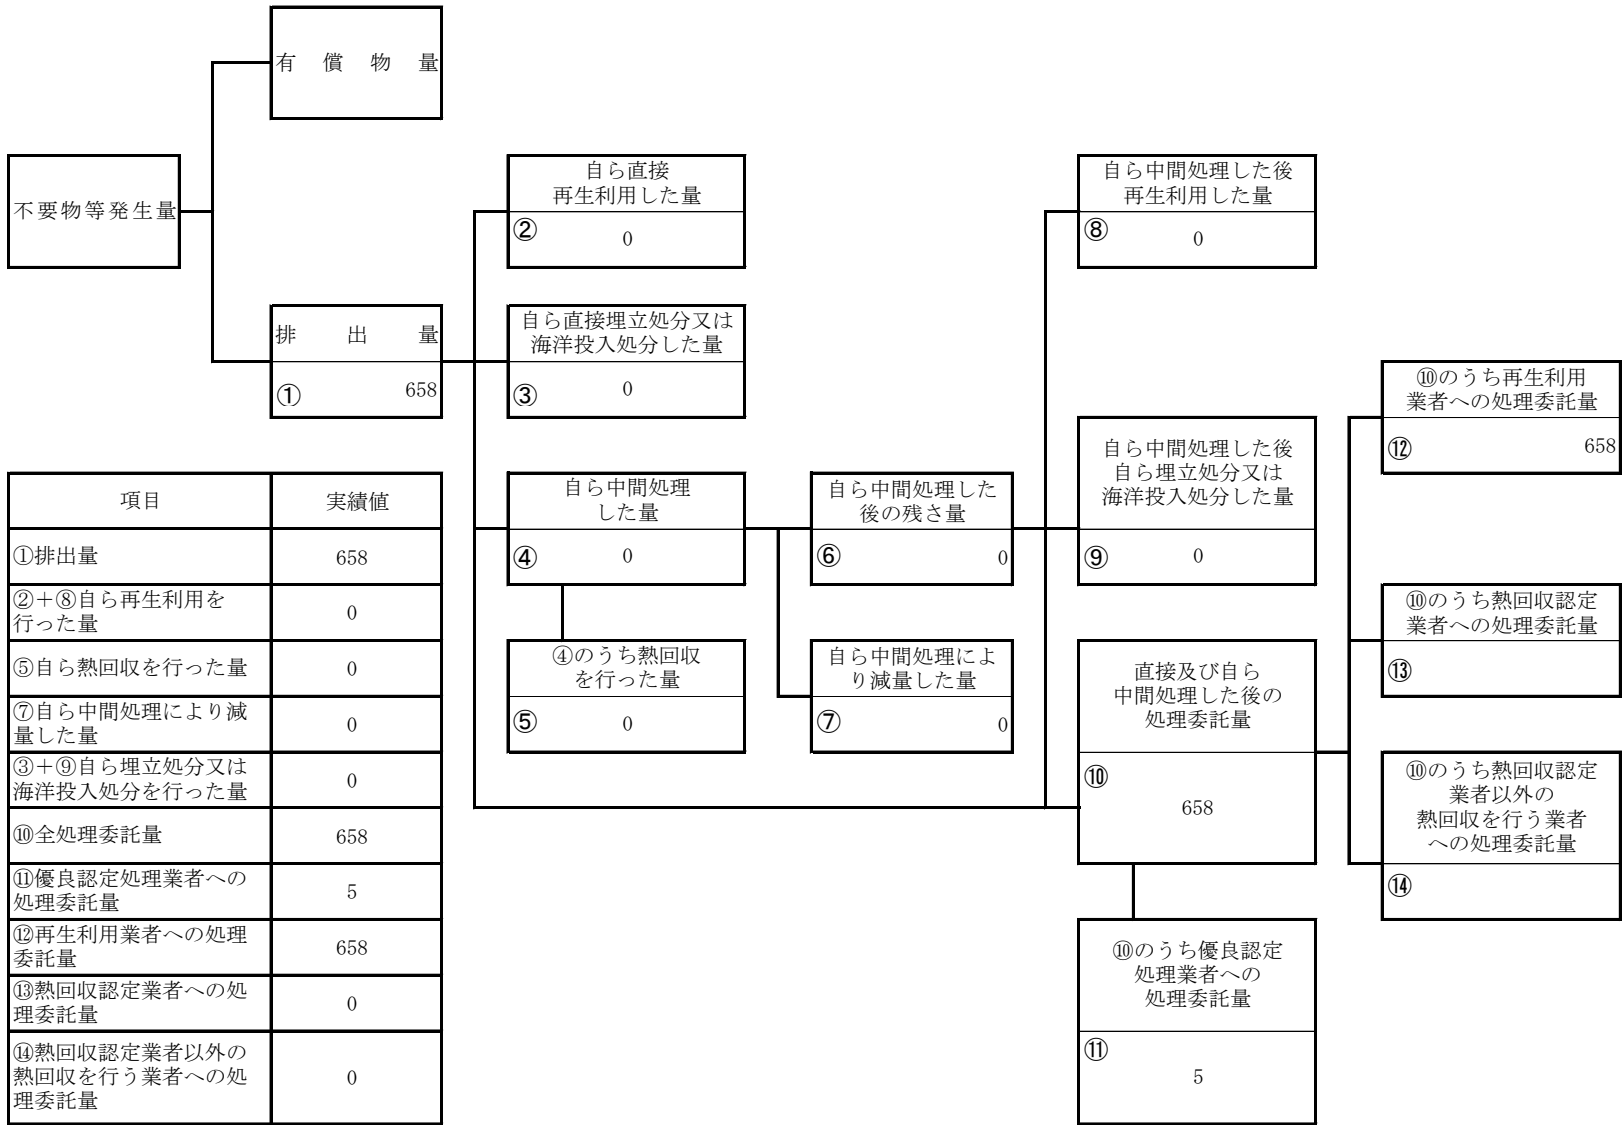 有償物量
不要物等発生量
排出量
① 658
自ら直接
再生利用した量
② 0
自ら直接埋立処分又は
海洋投入処分した量
③ 0
自ら中間処理
した量
④ 0
④のうち熱回収
を行った量
⑤ 0
自ら中間処理した
後の残さ量
⑥ 0
自ら中間処理によ
り減量した量
⑦ 0
自ら中間処理した後
再生利用した量
⑧ 0
自ら中間処理した後
自ら埋立処分又は
海洋投入処分した量
⑨ 0
直接及び自ら
中間処理した後の
処理委託量
⑩
658
⑩のうち優良認定
処理業者への
処理委託量
⑪
5
⑩のうち再生利用
業者への処理委託量
⑫ 658
⑩のうち熱回収認定
業者への処理委託量
⑬
⑩のうち熱回収認定
業者以外の
熱回収を行う業者
への処理委託量
⑭
項目 実績値
①排出量 658
②＋⑧自ら再生利用を
行った量 0
⑤自ら熱回収を行った量 0
⑦自ら中間処理により減
量した量 0
③＋⑨自ら埋立処分又は
海洋投入処分を行った量 0
⑩全処理委託量 658
⑪優良認定処理業者への
処理委託量 5
⑫再生利用業者への処理
委託量 658
⑬熱回収認定業者への処
理委託量 0
⑭熱回収認定業者以外の
熱回収を行う業者への処
理委託量 0